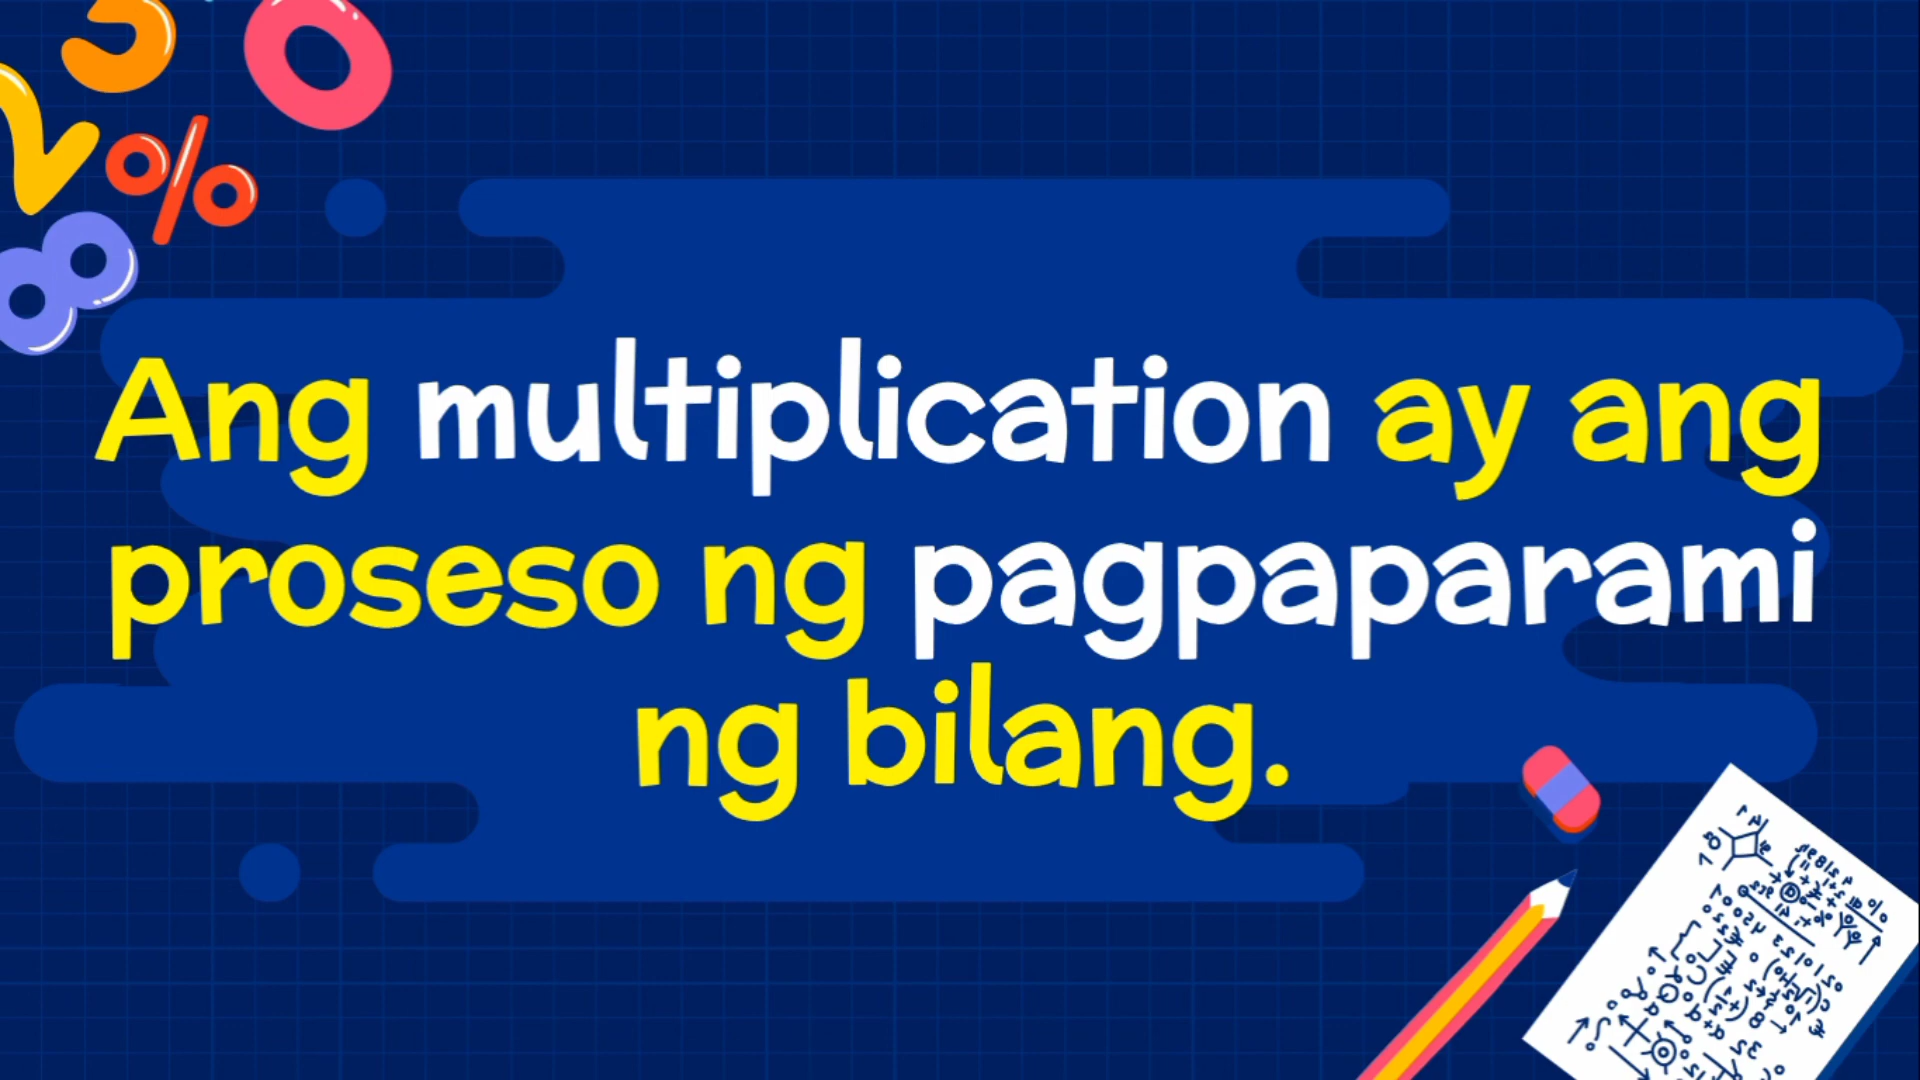 Ang multiplication ay ang
proseso ng pagpaparami
ng bilang.